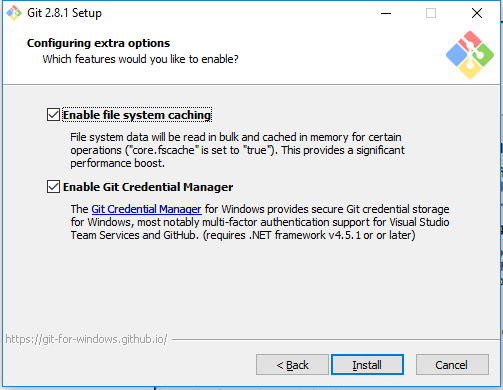 Git 2.8.1 Setup
Configuring extra options
Which features would you like to enable?
Enable file system caching
File system data will be read in bulk and cached in memory for certain
operations ("core.fscache" is set to "true"). This provides a significant
performance boost.
Enable Git Credential Manager
The Git Credential Manager for Windows provides secure Git credential storage
for Windows, most notably multi-factor authentication support for Visual Studio
Team Services and GitHub. (requires .NET framework v4.5.1 or or later)
https://git-for-windows.github.io/
< Back
Install
Cancel